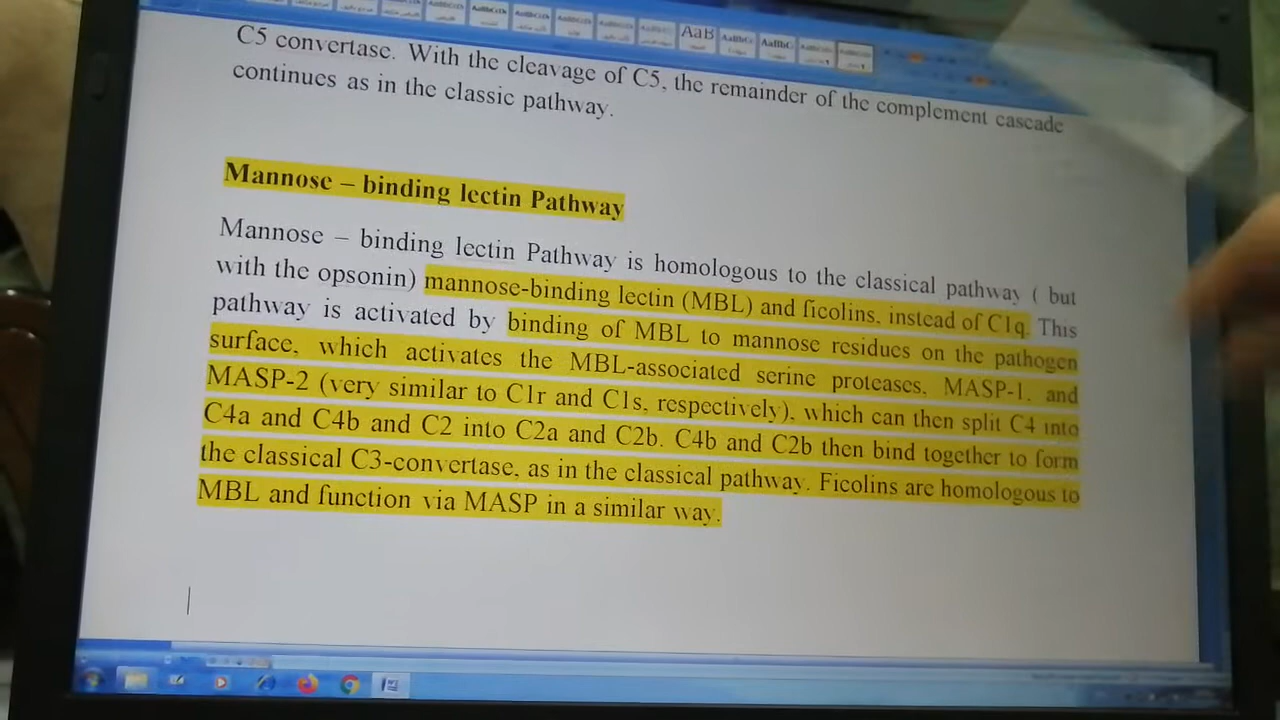 C5 convertase. With the cleavage of C5, the remainder of the complement cascade
continues as in the classic pathway.
Mannose – binding lectin Pathway
Mannose – binding lectin Pathway is homologous to the classical pathway ( but
with the opsonin) mannose-binding lectin (MBL) and ficolins, instead of C1q. This
pathway is activated by binding of MBL to mannose residues on the pathogen
surface, which activates the MBL-associated serine proteases, MASP-1, and
MASP-2 (very similar to C1r and C1s, respectively), which can then split C4 into
C4a and C4b and C2 into C2a and C2b. C4b and C2b then bind together to form
the classical C3-convertase, as in the classical pathway. Ficolins are homologous to
MBL and function via MASP in a similar way.